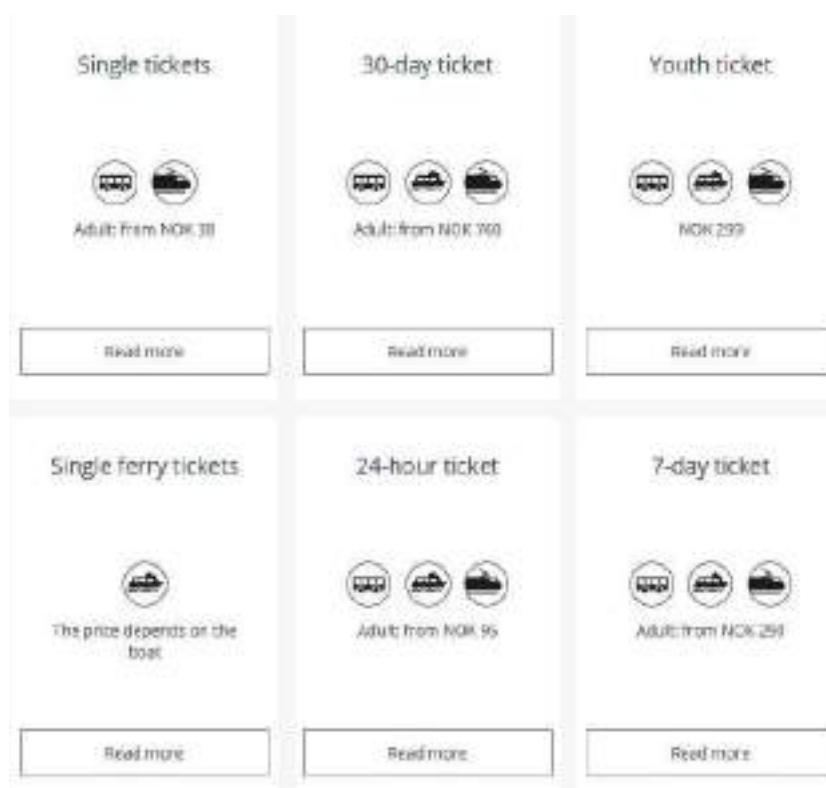 Single tickets
30-day ticket
Youth ticket
Adult: from NOK 38
Adult: from NOK
NOK 299
Read more
Read more
Read more
Single ferry tickets
24-hour ticket
7-day ticket
The price depends on the
boat
Adult: from NOK 95
Adult: from NOK
Read more
Read more
Read more